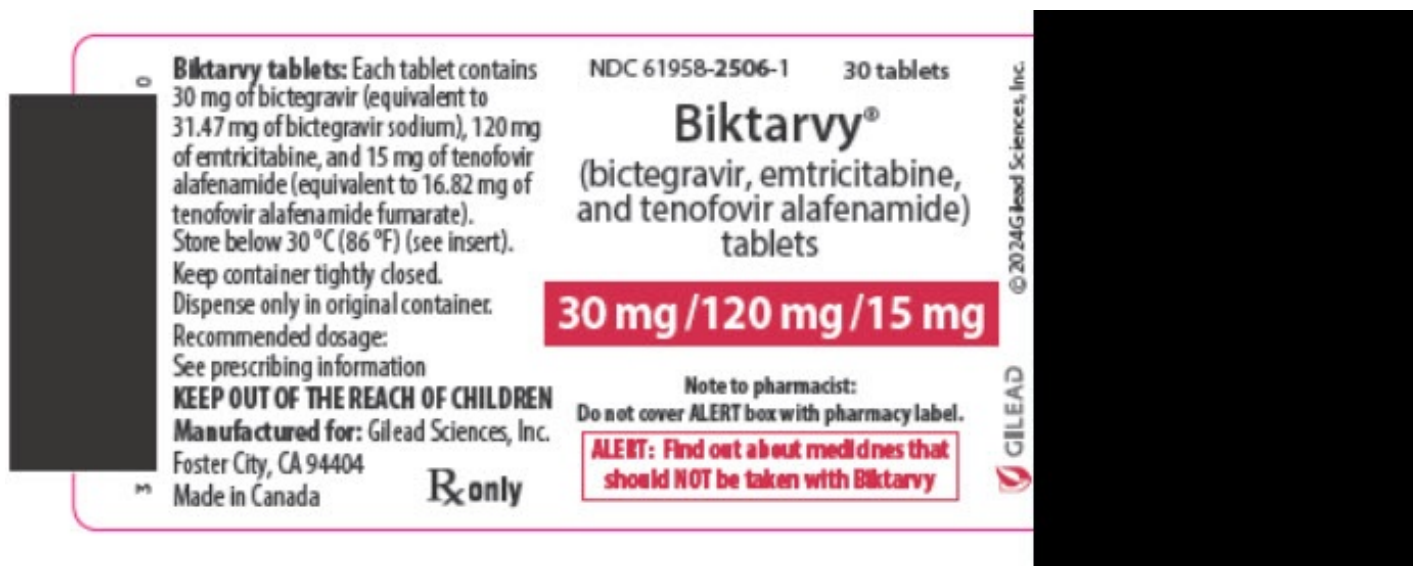 Biktarvy tablets: Each tablet contains
30 mg of bictegravir (equivalent to
31.47 mg of bictegravir sodium), 120 mg
of emtricitabine, and 15 mg of tenofovir
alafenamide (equivalent to 16.82 mg of
tenofovir alafenamide fumarate).
Store below 30 °C (86 °F) (see insert).
Keep container tightly closed.
Dispense only in original container.
Recommended dosage:
See prescribing information
KEEP OUT OF THE REACH OF CHILDREN
Manufactured for: Gilead Sciences, Inc.
Foster City, CA 94404
Made in Canada
Rx only
NDC 61958-2506-1 30 tablets
Biktarvy®
(bictegravir, emtricitabine,
and tenofovir alafenamide)
tablets
30 mg/120 mg/15 mg
Note to pharmacist:
Do not cover ALERT box with pharmacy label.
ALERT: Find out about medicines that
should NOT be taken with Biktarvy
©2024 Gilead Sciences, Inc.
GILEAD
3
0